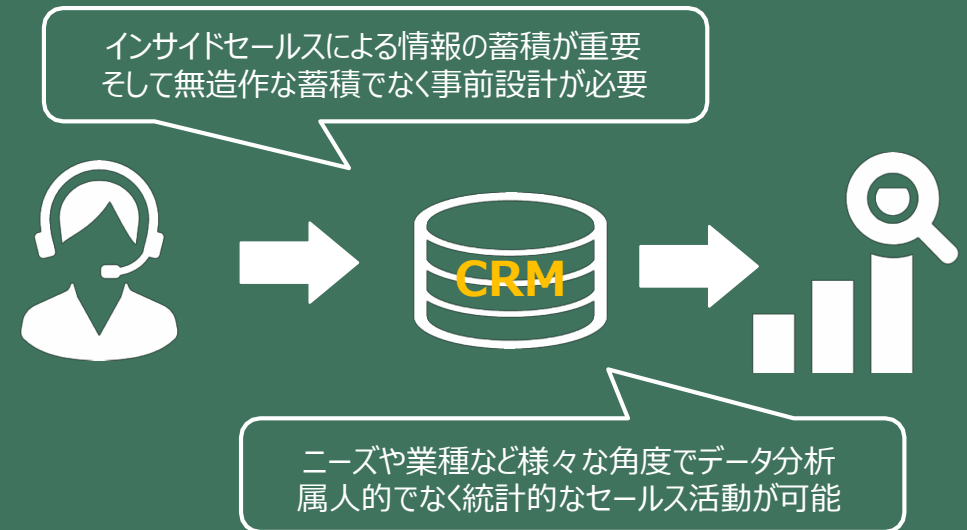 インサイドセールスによる情報の蓄積が重要
そして無造作な蓄積でなく事前設計が必要
CRM
ニーズや業種など様々な角度でデータ分析
属人的でなく統計的なセールス活動が可能